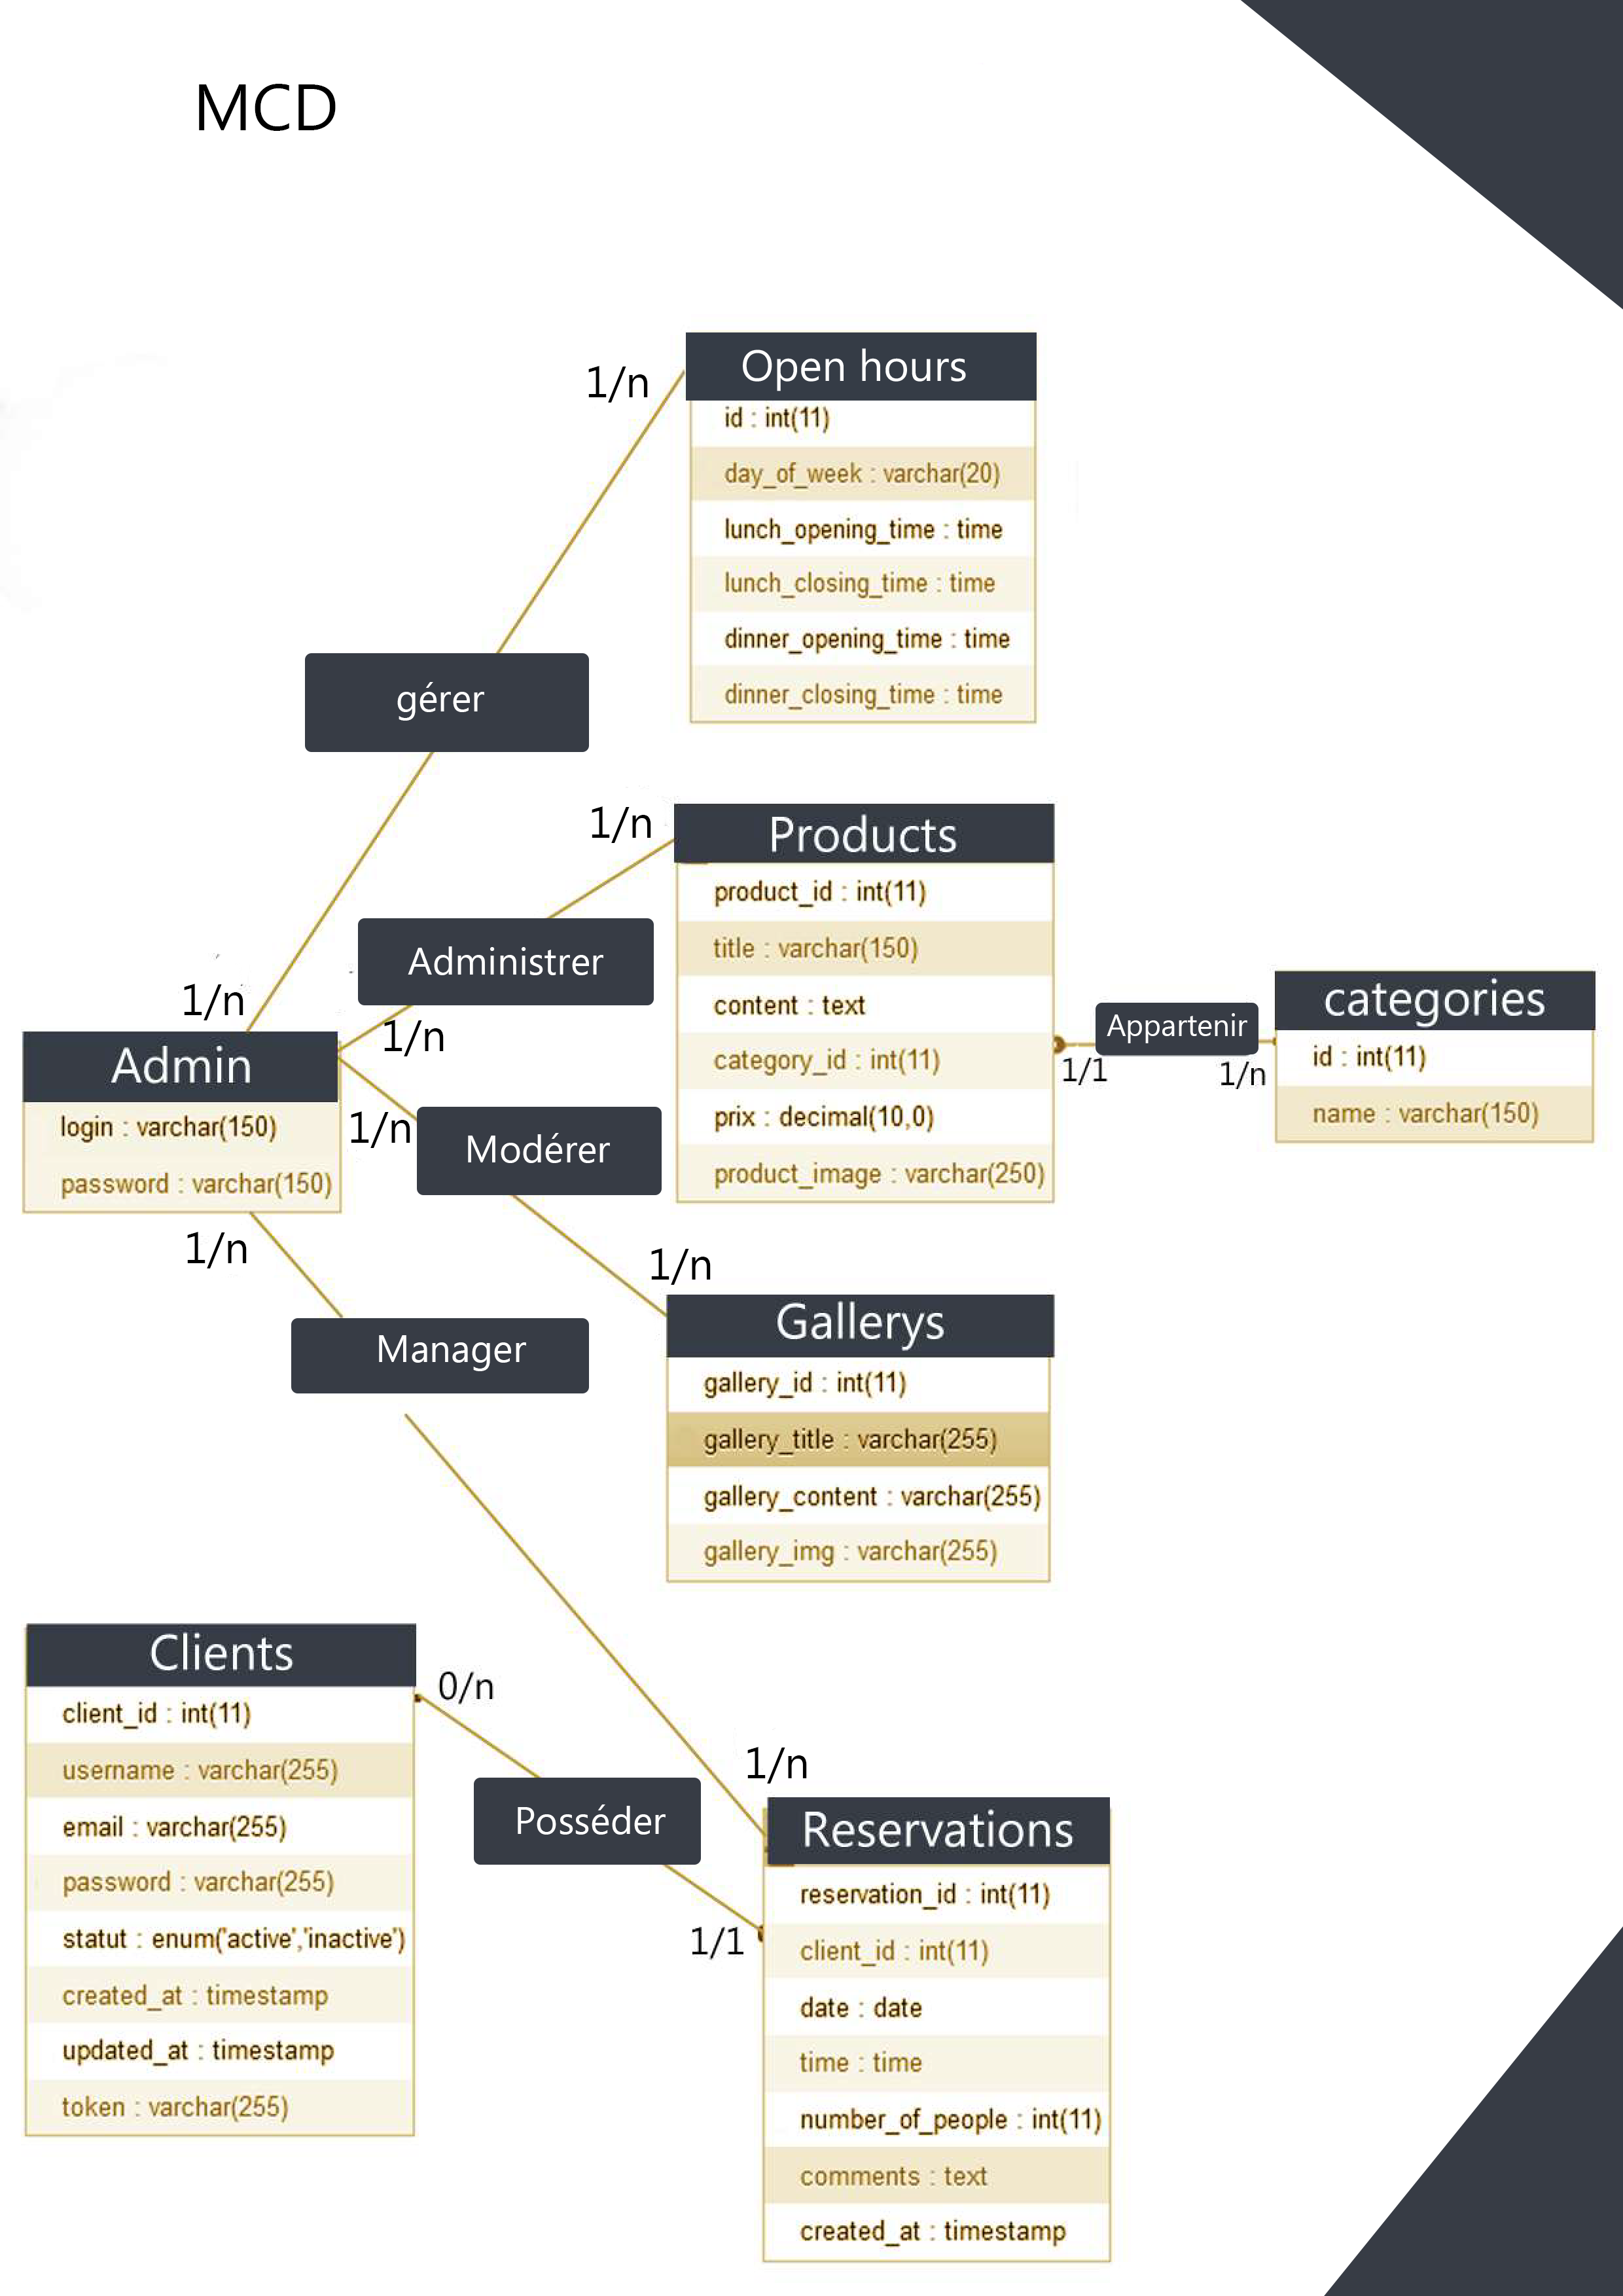 MCD
1/n
Open hours
id : int(11)
day_of_week : varchar(20)
lunch_opening_time : time
lunch_closing_time : time
dinner_opening_time : time
dinner_closing_time : time
gérer
1/n
Products
product_id : int(11)
title : varchar(150)
content : text
category_id : int(11)
prix : decimal(10,0)
product_image : varchar(250)
Administrer
1/n
1/n
Appartenir
1/1
1/n
categories
id : int(11)
name : varchar(150)
Admin
login : varchar(150)
password : varchar(150)
1/n
Modérer
1/n
1/n
Manager
Gallerys
gallery_id : int(11)
gallery_title : varchar(255)
gallery_content : varchar(255)
gallery_img : varchar(255)
Clients
client_id : int(11)
username : varchar(255)
email : varchar(255)
password : varchar(255)
statut : enum('active','inactive')
created_at : timestamp
updated_at : timestamp
token : varchar(255)
0/n
Posséder
1/n
1/1
Reservations
reservation_id : int(11)
client_id : int(11)
date : date
time : time
number_of_people : int(11)
comments : text
created_at : timestamp